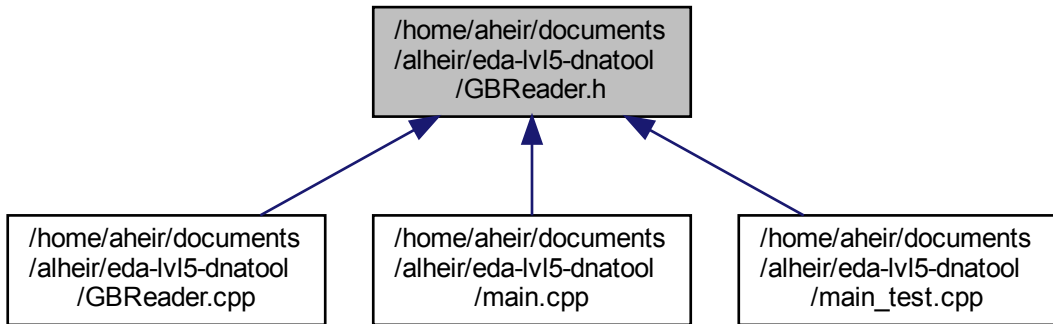 /home/aheir/documents
/alheir/eda-lvl5-dnatool
/GBReader.h
/home/aheir/documents
/alheir/eda-lvl5-dnatool
/GBReader.cpp
/home/aheir/documents
/alheir/eda-lvl5-dnatool
/main.cpp
/home/aheir/documents
/alheir/eda-lvl5-dnatool
/main_test.cpp